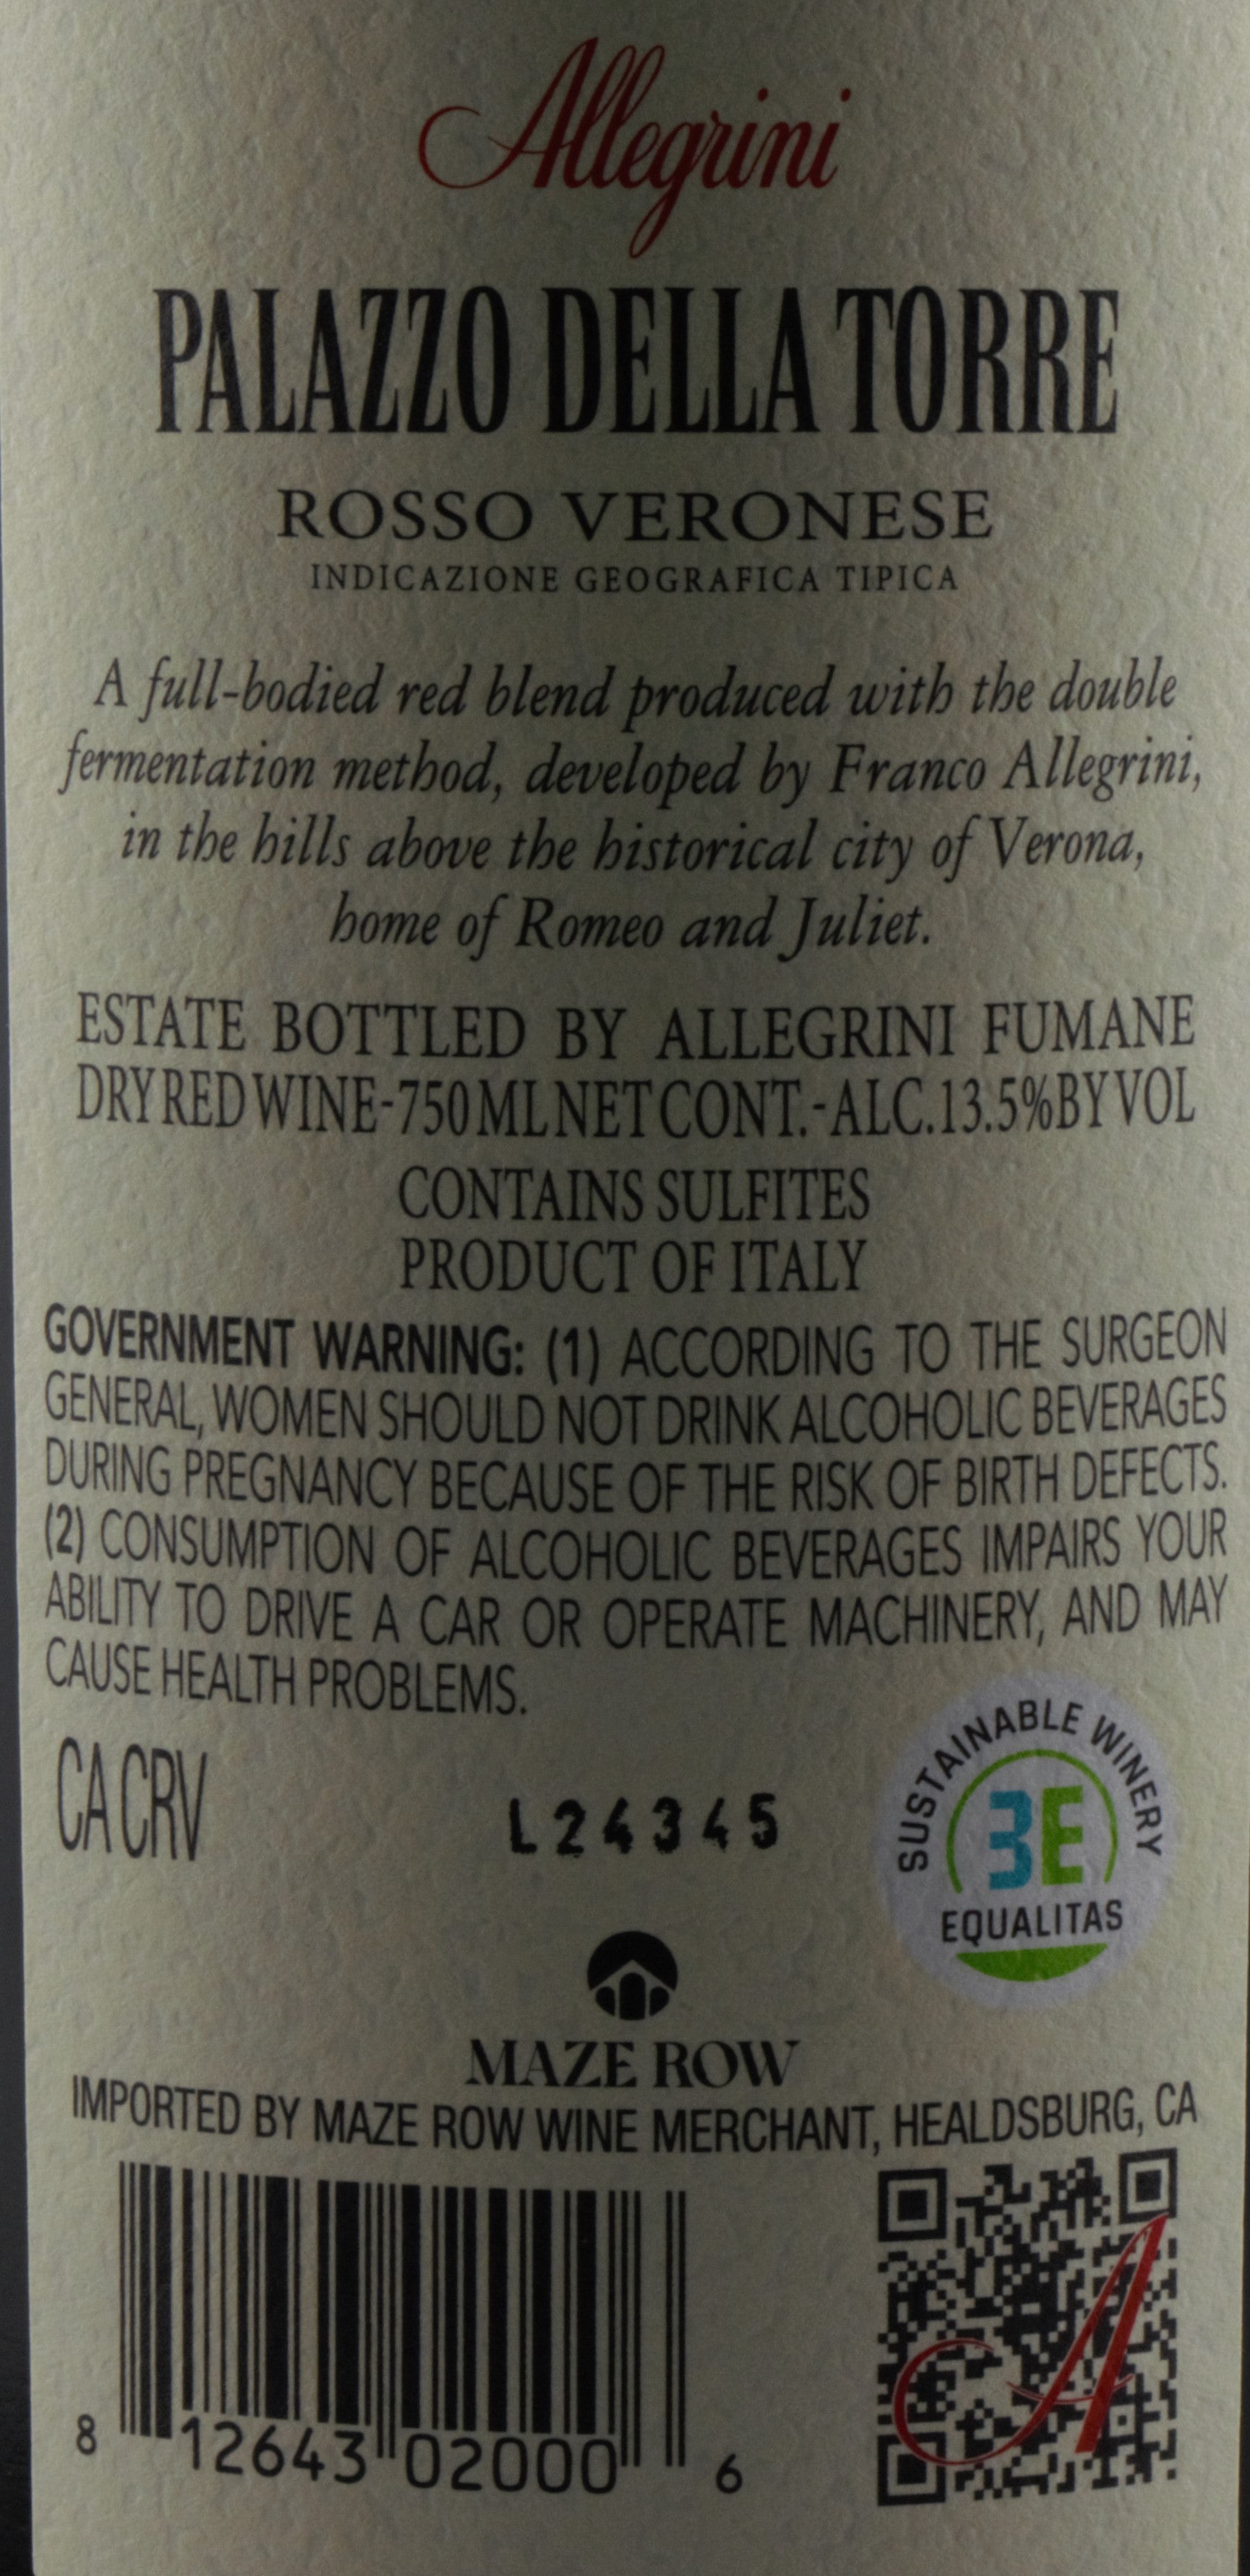 Allegrini
PALAZZO DELLA TORRE
ROSSO VERONESE
INDICAZIONE GEOGRAFICA TIPICA
A full-bodied red blend produced with the double
fermentation method, developed by Franco Allegrini,
in the hills above the historical city of Verona,
home of Romeo and Juliet.
ESTATE BOTTLED BY ALLEGRINI FUMANE
DRY RED WINE-750 ML NET CONT.-ALC.13.5%BY VOL
CONTAINS SULFITES
PRODUCT OF ITALY
GOVERNMENT WARNING: (1) ACCORDING TO THE SURGEON
GENERAL, WOMEN SHOULD NOT DRINK ALCOHOLIC BEVERAGES
DURING PREGNANCY BECAUSE OF THE RISK OF BIRTH DEFECTS.
(2) CONSUMPTION OF ALCOHOLIC BEVERAGES IMPAIRS YOUR
ABILITY TO DRIVE A CAR OR OPERATE MACHINERY, AND MAY
CAUSE HEALTH PROBLEMS.
CA CRV
L24345
SUSTAINABLE WINERY
3E
EQUALITAS
MAZE ROW
IMPORTED BY MAZE ROW WINE MERCHANT, HEALDSBURG, CA
8 12643 02000 6
A